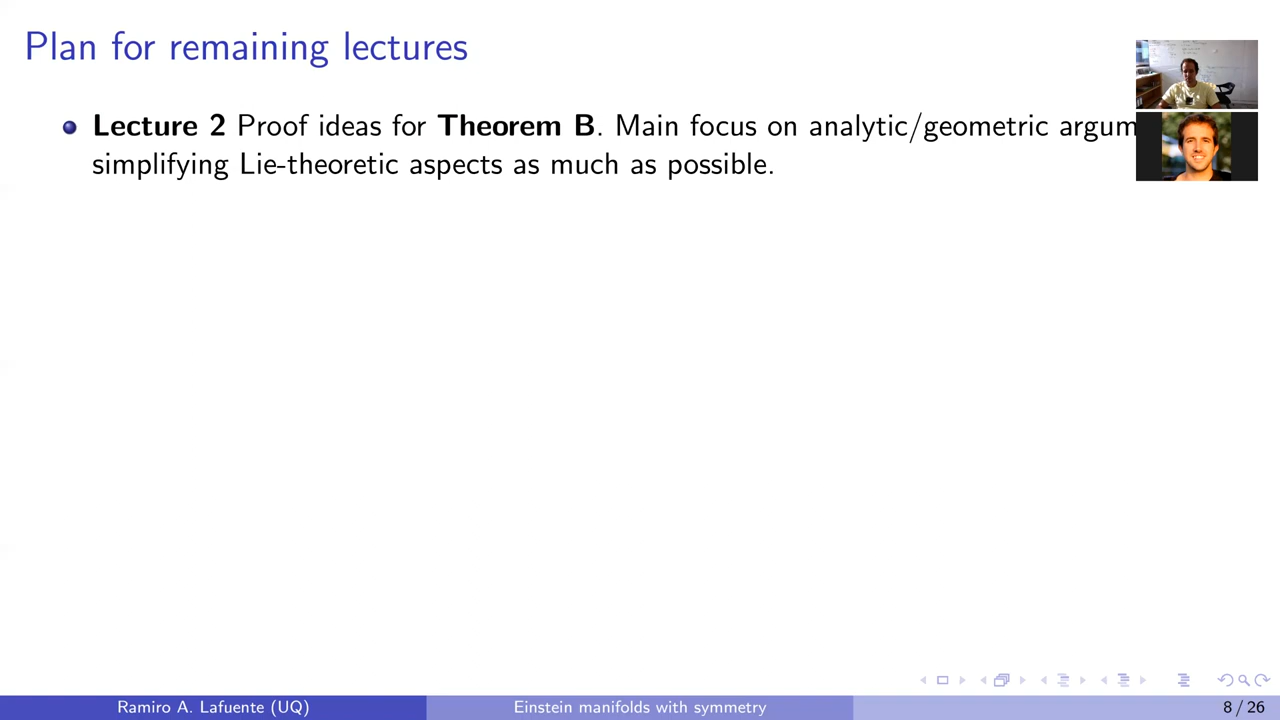 Plan for remaining lectures
Lecture 2 Proof ideas for Theorem B. Main focus on analytic/geometric argum
simplifying Lie-theoretic aspects as much as possible.
Ramiro A. Lafuente (UQ) Einstein manifolds with symmetry 8 / 26